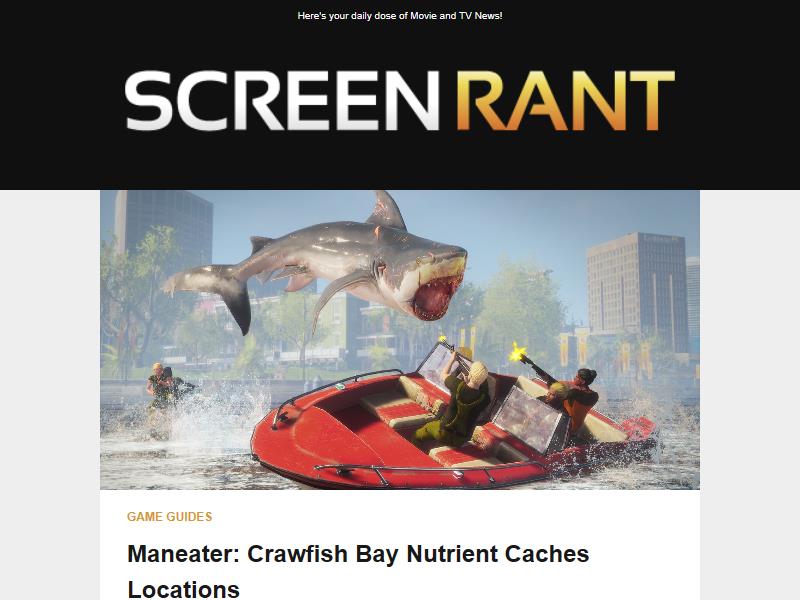 Here's your daily dose of Movie and TV News!
SCREEN RANT
GAME GUIDES
Maneater: Crawfish Bay Nutrient Caches
Locations